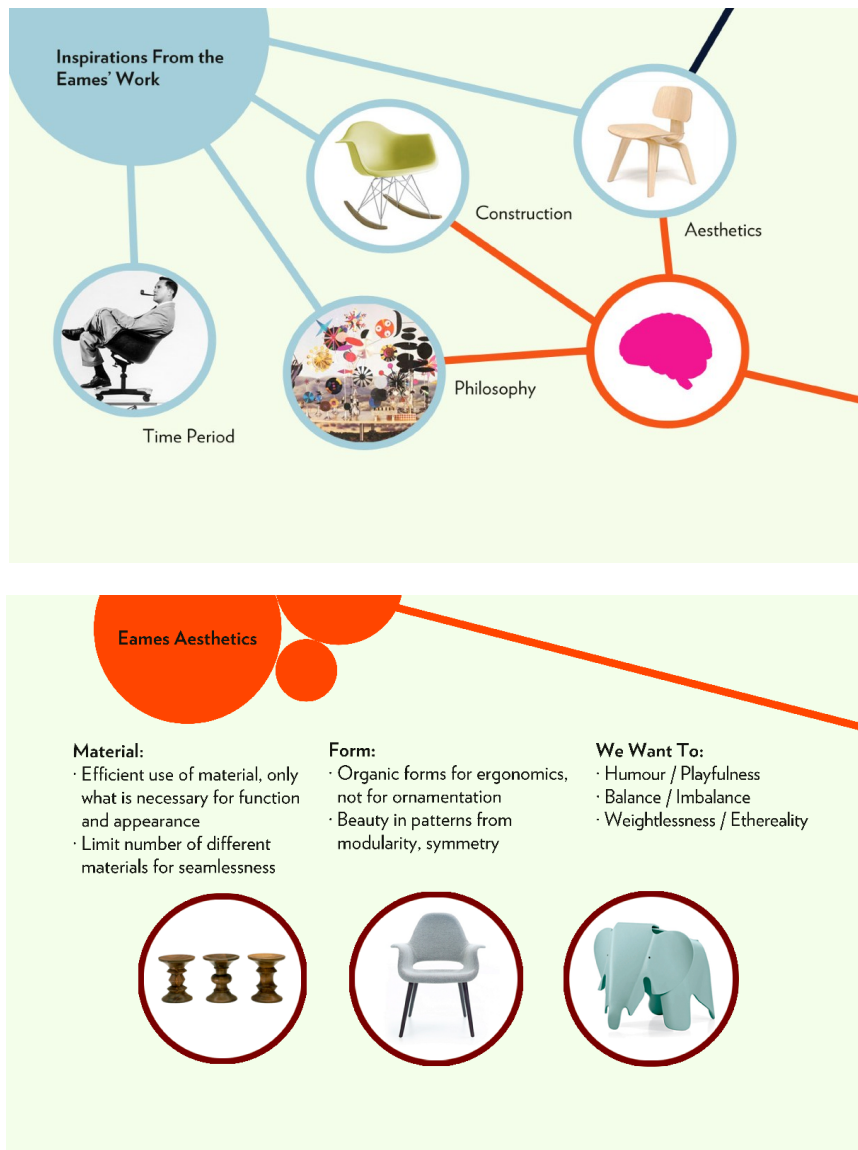 Inspirations From the
Eames' Work
Construction
Aesthetics
Philosophy
Time Period
Eames Aesthetics
Material:
· Efficient use of material, only
what is necessary for function
and appearance
· Limit number of different
materials for seamlessness
Form:
· Organic forms for ergonomics,
not for ornamentation
· Beauty in patterns from
modularity, symmetry
We Want To:
· Humour / Playfulness
· Balance / Imbalance
· Weightlessness / Ethereality